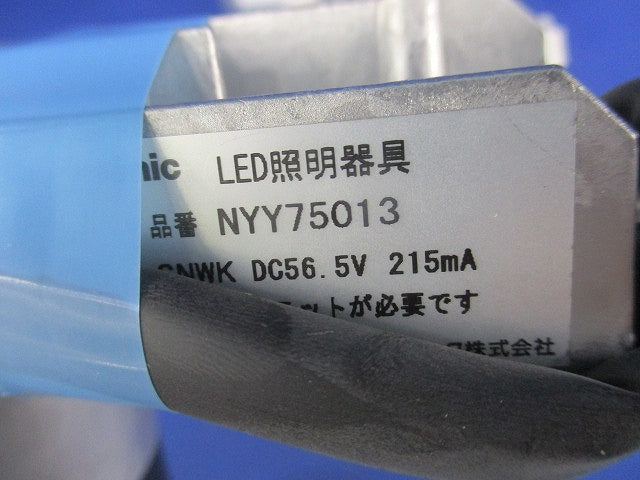 nic LED照明器具
品番 NYY75013
GNWK DC56.5V 215mA
ットが必要です
株式会社